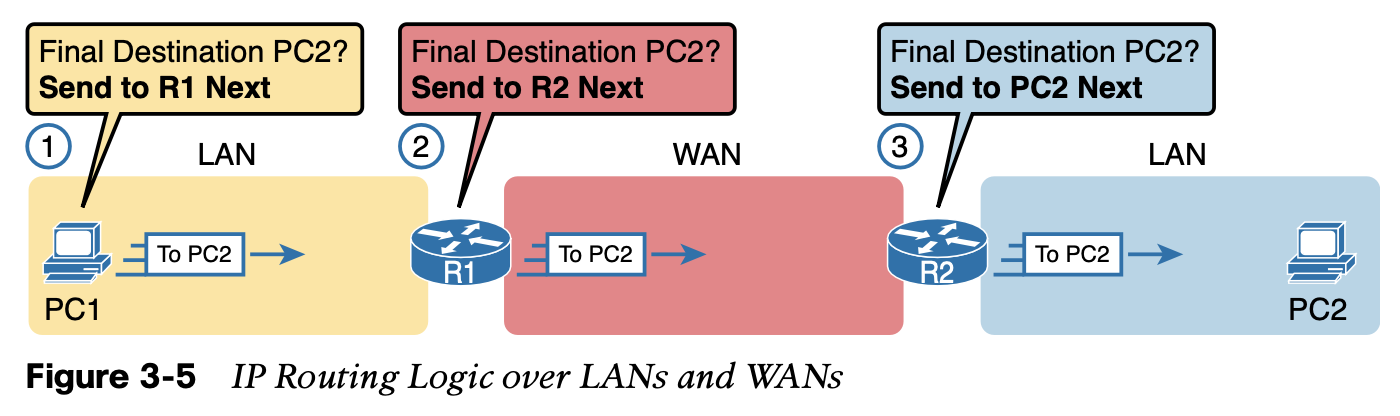 Final Destination PC2?
Send to R1 Next
Final Destination PC2?
Send to R2 Next
Final Destination PC2?
Send to PC2 Next
1
LAN
2
WAN
3
LAN
To PC2
To PC2
To PC2
PC1
R1
R2
PC2
Figure 3-5 IP Routing Logic over LANs and WANs